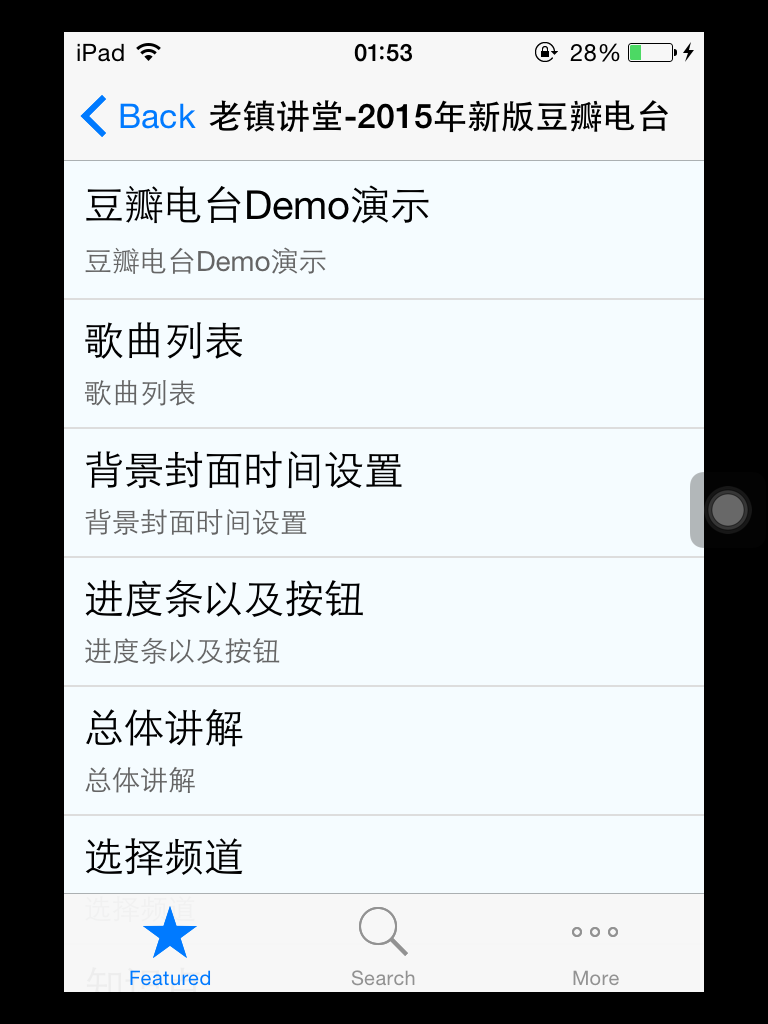 iPad 01:53 28%
Back 老镇讲堂-2015年新版豆瓣电台
豆瓣电台Demo演示
豆瓣电台Demo演示
歌曲列表
歌曲列表
背景封面时间设置
背景封面时间设置
进度条以及按钮
进度条以及按钮
总体讲解
总体讲解
选择频道
选择频道
Featured Search More